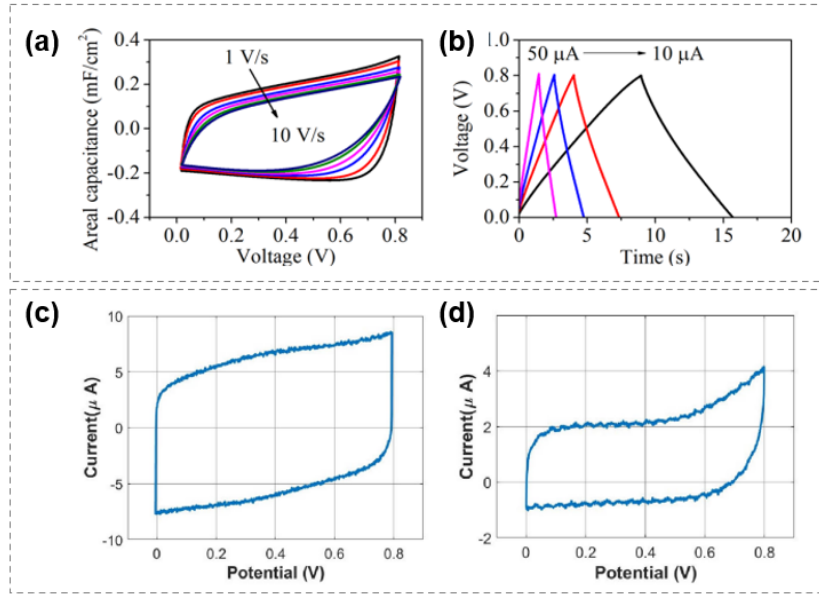 (a)
0.4
0.2
0.0
-0.2
-0.4
Areal capacitance (mF/cm²)
1 V/s
10 V/s
0.0 0.2 0.4 0.6 0.8
Voltage (V)
(b)
1.0
0.8
0.6
0.4
0.2
0.0
Voltage (V)
50 μA 10 μA
0 5 10 15 20
Time (s)
(c)
10
5
0
-5
-10
Current(μ A)
0 0.2 0.4 0.6 0.8
Potential (V)
(d)
4
2
0
-2
Current(μ A)
0 0.2 0.4 0.6 0.8
Potential (V)